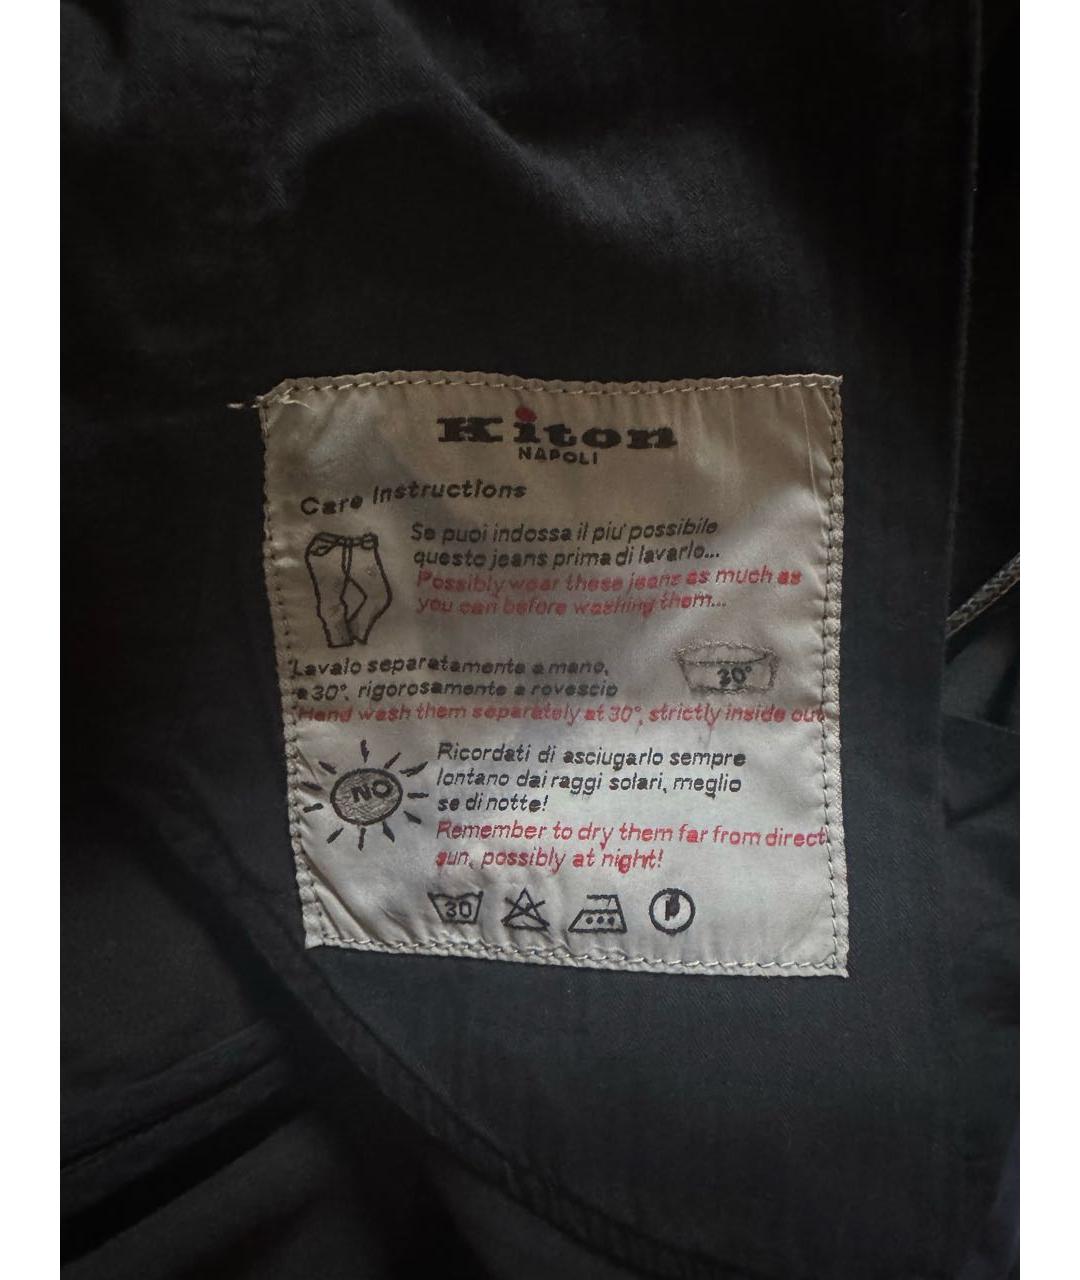 Kiton
NAPOLI
Care Instructions
Se puoi indossa il piu' possibile
questo jeans prima di lavarlo...
Possibly wear these jeans as much as
you can before washing them...
Lavalo separatamente a mano,
a 30°, rigorosamente a rovescio
30°
Hand wash them separately at 30°, strictly inside out
NO
Ricordati di asciugarlo sempre
lontano dai raggi solari, meglio
se di notte!
Remember to dry them far from direct
sun, possibly at night!
30
P